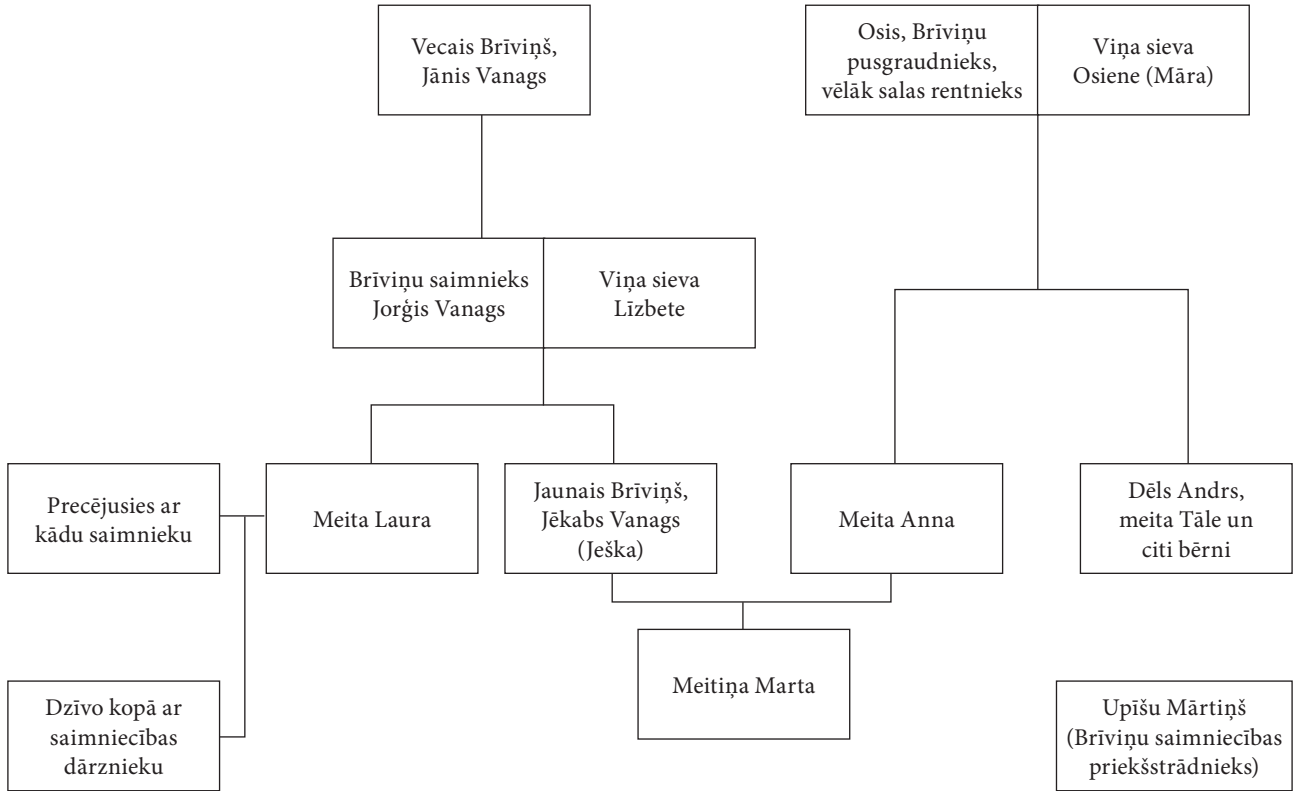 Vecais Brīviņš,
Jānis Vanags
Osis, Brīviņu
pusgraudnieks,
vēlāk salas rentnieks
Viņa sieva
Osiene (Māra)
Brīviņu saimnieks
Jorģis Vanags
Viņa sieva
Līzbete
Precējusies ar
kādu saimnieku
Meita Laura
Jaunais Brīviņš,
Jēkabs Vanags
(Ješka)
Meita Anna
Dēls Andrs,
meita Tāle un
citi bērni
Dzīvo kopā ar
saimniecības
dārznieku
Meitiņa Marta
Upīšu Mārtiņš
(Brīviņu saimniecības
priekšstrādnieks)